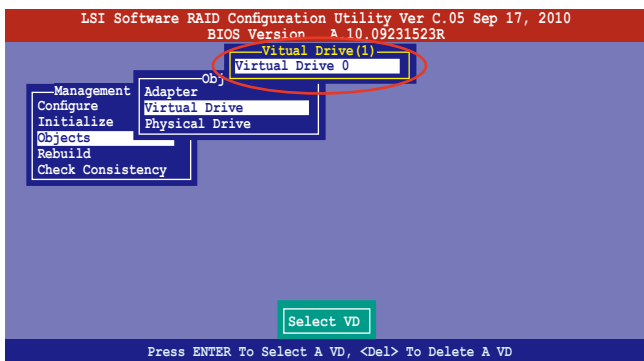 LSI Software RAID Configuration Utility Ver C.05 Sep 17, 2010
BIOS Version   A.10.09231523R
Vitual Drive(1)
Virtual Drive 0
Obj
Adapter
Virtual Drive
Physical Drive
Management
Configure
Initialize
Objects
Rebuild
Check Consistency
Select VD
Press ENTER To Select A VD, <Del> To Delete A VD